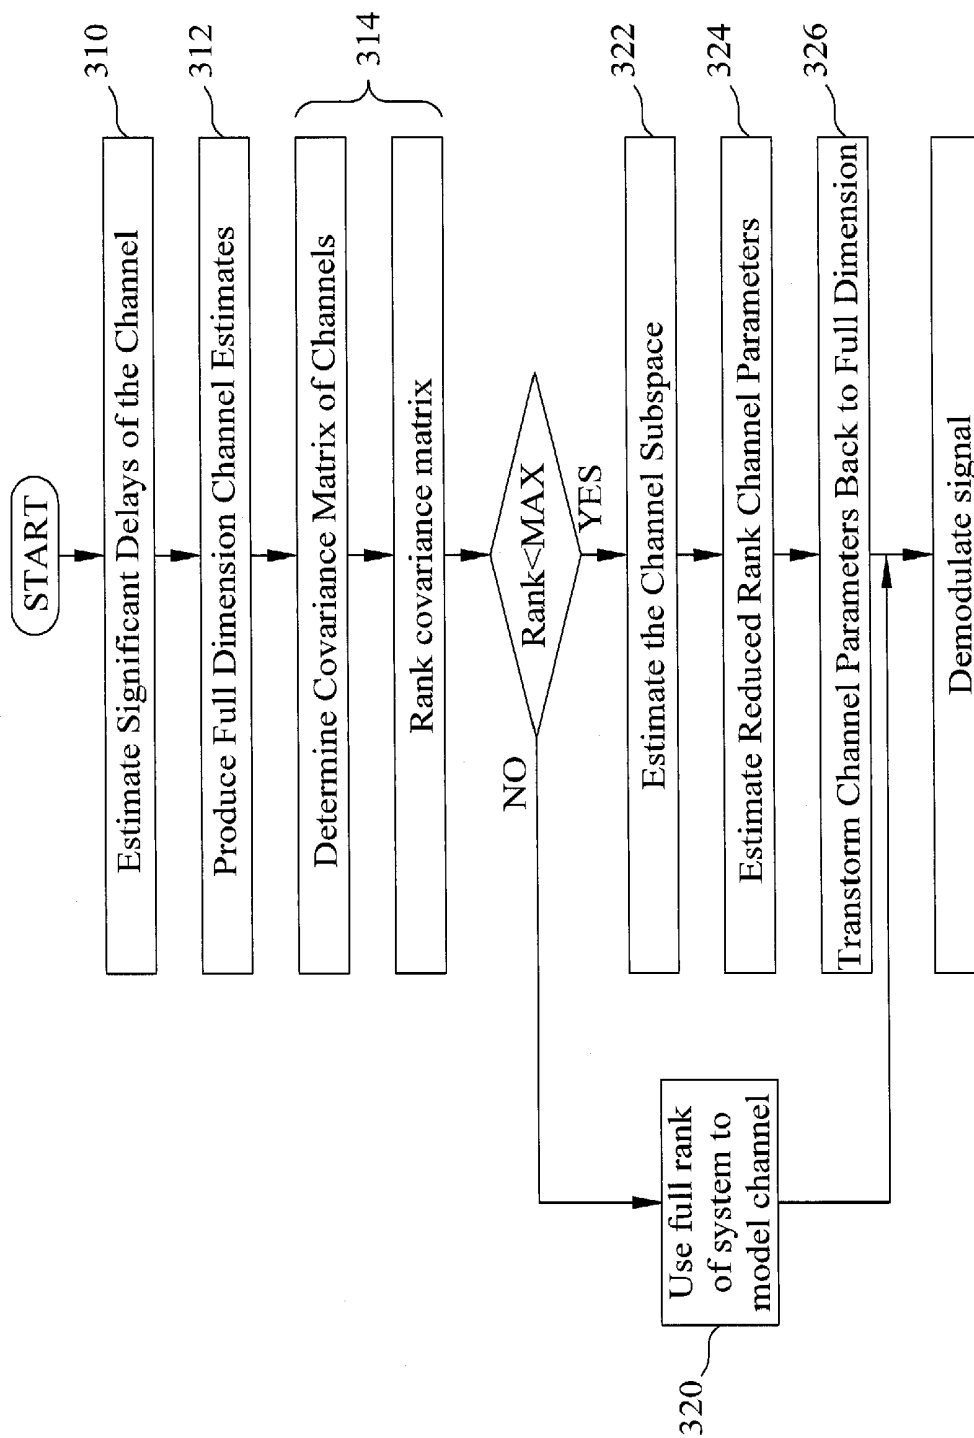 START
Estimate Significant Delays of the Channel
310
Produce Full Dimension Channel Estimates
312
Determine Covariance Matrix of Channels
314
Rank covariance matrix
Rank<MAX
NO
YES
Use full rank
of system to
model channel
320
Estimate the Channel Subspace
322
Estimate Reduced Rank Channel Parameters
324
Transtorm Channel Parameters Back to Full Dimension
326
Demodulate signal